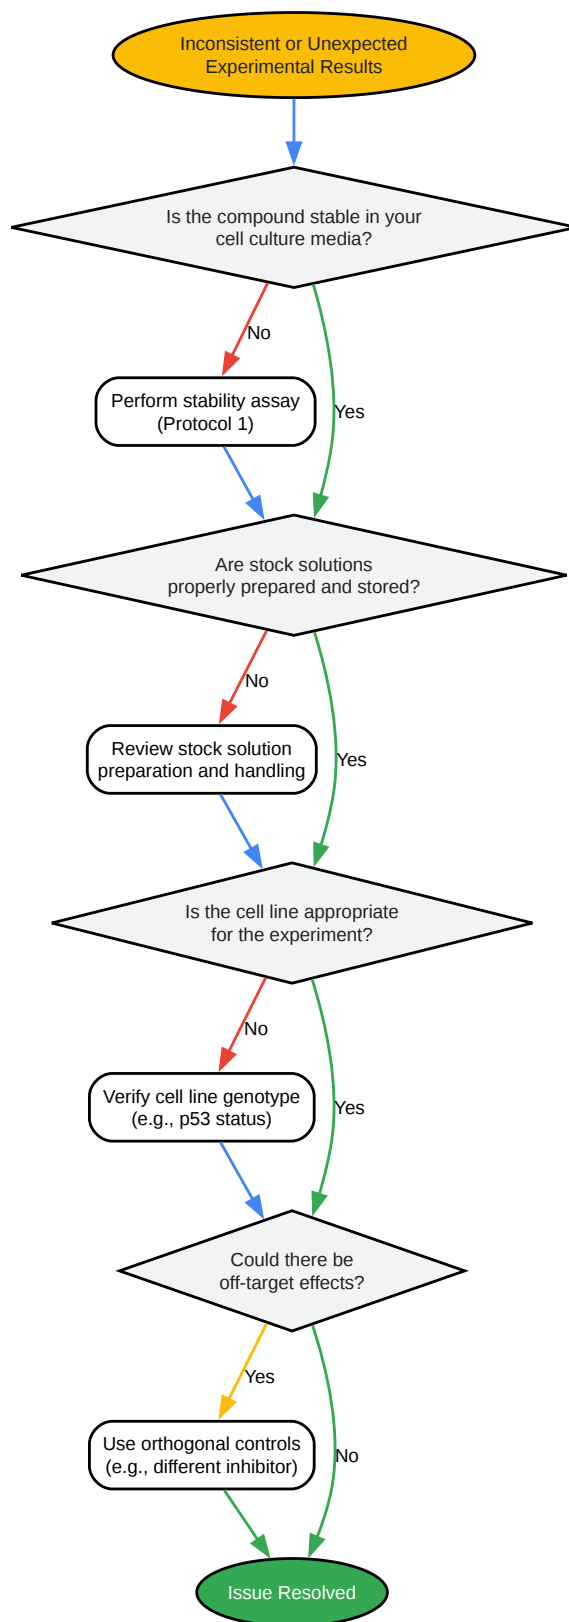 Inconsistent or Unexpected
Experimental Results
Is the compound stable in your
cell culture media?
No
Perform stability assay
(Protocol 1)
Yes
Are stock solutions
properly prepared and stored?
No
Review stock solution
preparation and handling
Yes
Is the cell line appropriate
for the experiment?
No
Verify cell line genotype
(e.g., p53 status)
Yes
Could there be
off-target effects?
Yes
Use orthogonal controls
(e.g., different inhibitor)
No
Issue Resolved